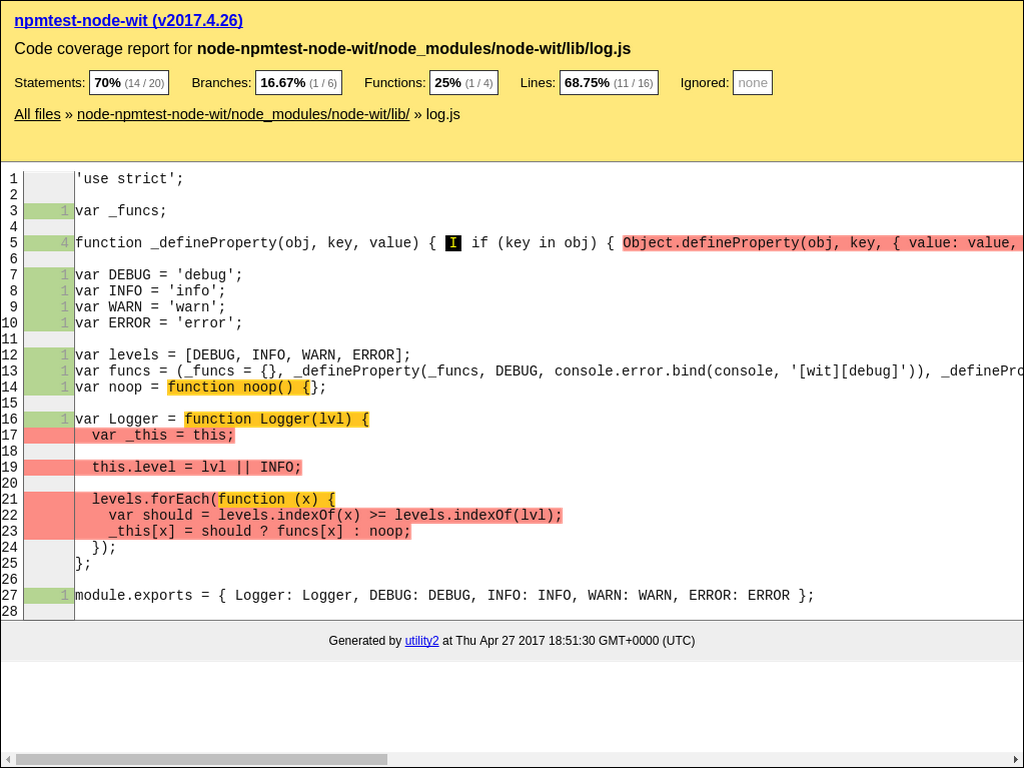 npmtest-node-wit (v2017.4.26)
Code coverage report for node-npmtest-node-wit/node_modules/node-wit/lib/log.js
Statements: 70% (14 / 20) Branches: 16.67% (1 / 6) Functions: 25% (1 / 4) Lines: 68.75% (11 / 16) Ignored: none
All files » node-npmtest-node-wit/node_modules/node-wit/lib/ » log.js
1 'use strict';
2
3 1 var _funcs;
4
5 4 function _defineProperty(obj, key, value) { I if (key in obj) { Object.defineProperty(obj, key, { value: value,
6
7 1 var DEBUG = 'debug';
8 1 var INFO = 'info';
9 1 var WARN = 'warn';
10 1 var ERROR = 'error';
11
12 1 var levels = [DEBUG, INFO, WARN, ERROR];
13 1 var funcs = (_funcs = {}, _defineProperty(_funcs, DEBUG, console.error.bind(console, '[wit][debug]')), _definePro
14 1 var noop = function noop() {};
15
16 1 var Logger = function Logger(lvl) {
17 var _this = this;
18
19 this.level = lvl || INFO;
20
21 levels.forEach(function (x) {
22 var should = levels.indexOf(x) >= levels.indexOf(lvl);
23 _this[x] = should ? funcs[x] : noop;
24 });
25 };
26
27 1 module.exports = { Logger: Logger, DEBUG: DEBUG, INFO: INFO, WARN: WARN, ERROR: ERROR };
28
Generated by utility2 at Thu Apr 27 2017 18:51:30 GMT+0000 (UTC)